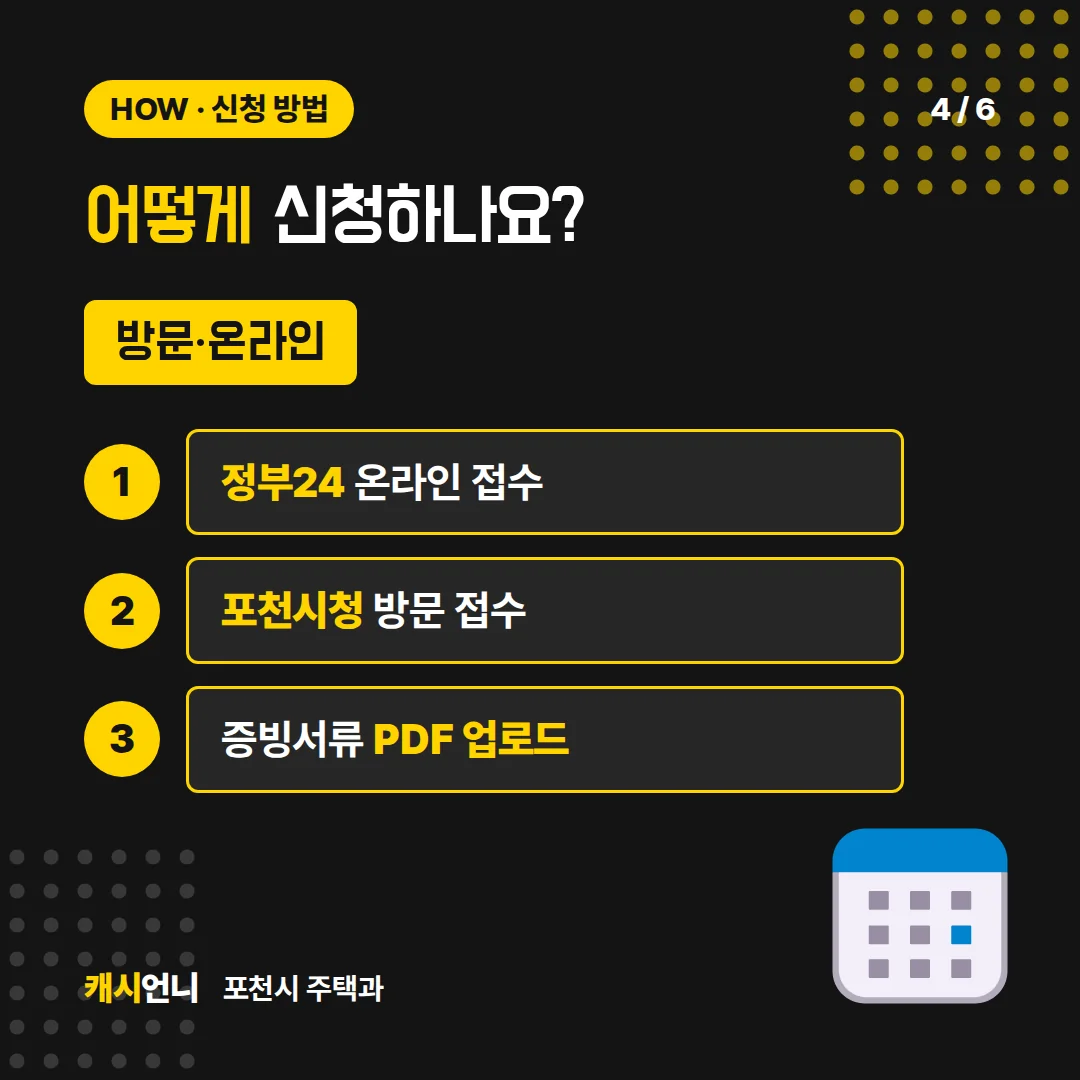 HOW · 신청 방법
4 / 6
어떻게 신청하나요?
방문·온라인
1
정부24 온라인 접수
2
포천시청 방문 접수
3
증빙서류 PDF 업로드
캐시언니 포천시 주택과